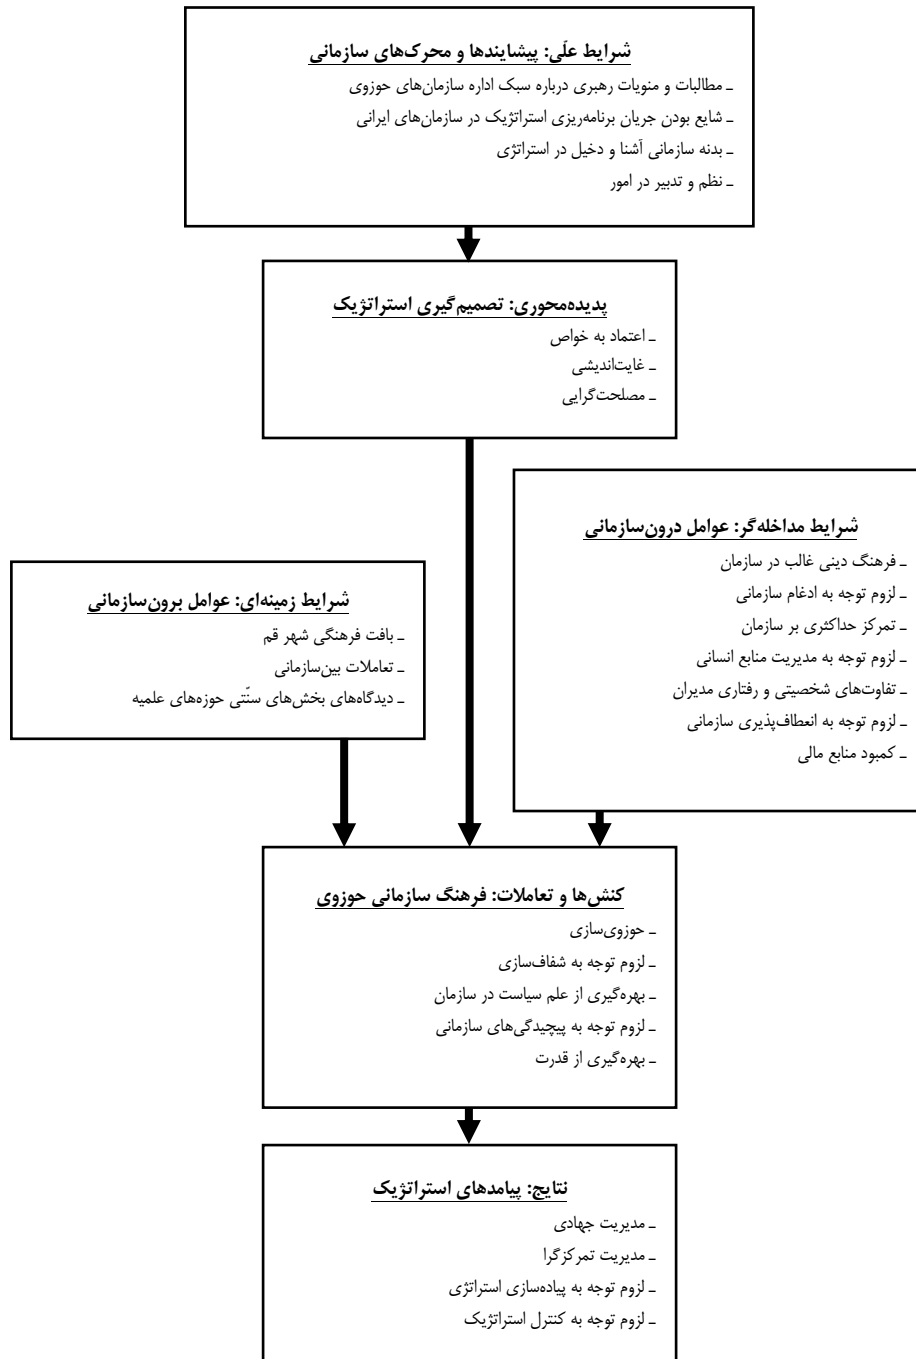 شرایط علّی: پیشایندها و محرک‌های سازمانی
ـ مطالبات و منویات رهبری درباره سبک اداره سازمان‌های حوزوی
ـ شایع بودن جریان برنامه‌ریزی استراتژیک در سازمان‌های ایرانی
ـ بدنه سازمانی آشنا و دخیل در استراتژی
ـ نظم و تدبیر در امور
پدیده‌محوری: تصمیم‌گیری استراتژیک
ـ اعتماد به خواص
ـ غایت‌اندیشی
ـ مصلحت‌گرایی
شرایط مداخله‌گر: عوامل درون‌سازمانی
ـ فرهنگ دینی غالب در سازمان
ـ لزوم توجه به ادغام سازمانی
ـ تمرکز حداکثری بر سازمان
ـ لزوم توجه به مدیریت منابع انسانی
ـ تفاوت‌های شخصیتی و رفتاری مدیران
ـ لزوم توجه به انعطاف‌پذیری سازمانی
ـ کمبود منابع مالی
شرایط زمینه‌ای: عوامل برون‌سازمانی
ـ بافت فرهنگی شهر قم
ـ تعاملات بین‌سازمانی
ـ دیدگاه‌های بخش‌های سنّتی حوزه‌های علمیه
کنش‌ها و تعاملات: فرهنگ سازمانی حوزوی
ـ حوزوی‌سازی
ـ لزوم توجه به شفاف‌سازی
ـ بهره‌گیری از علم سیاست در سازمان
ـ لزوم توجه به پیچیدگی‌های سازمانی
ـ بهره‌گیری از قدرت
نتایج: پیامدهای استراتژیک
ـ مدیریت جهادی
ـ مدیریت تمرکزگرا
ـ لزوم توجه به پیاده‌سازی استراتژی
ـ لزوم توجه به کنترل استراتژیک